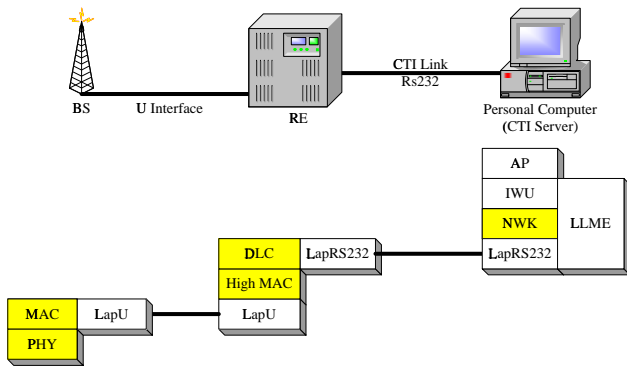 CTI Link
Rs232
BS
U Interface
RE
Personal Computer
(CTI Server)
AP
IWU
NWK
LLME
LapRS232
DLC
LapRS232
High MAC
LapU
MAC
LapU
PHY